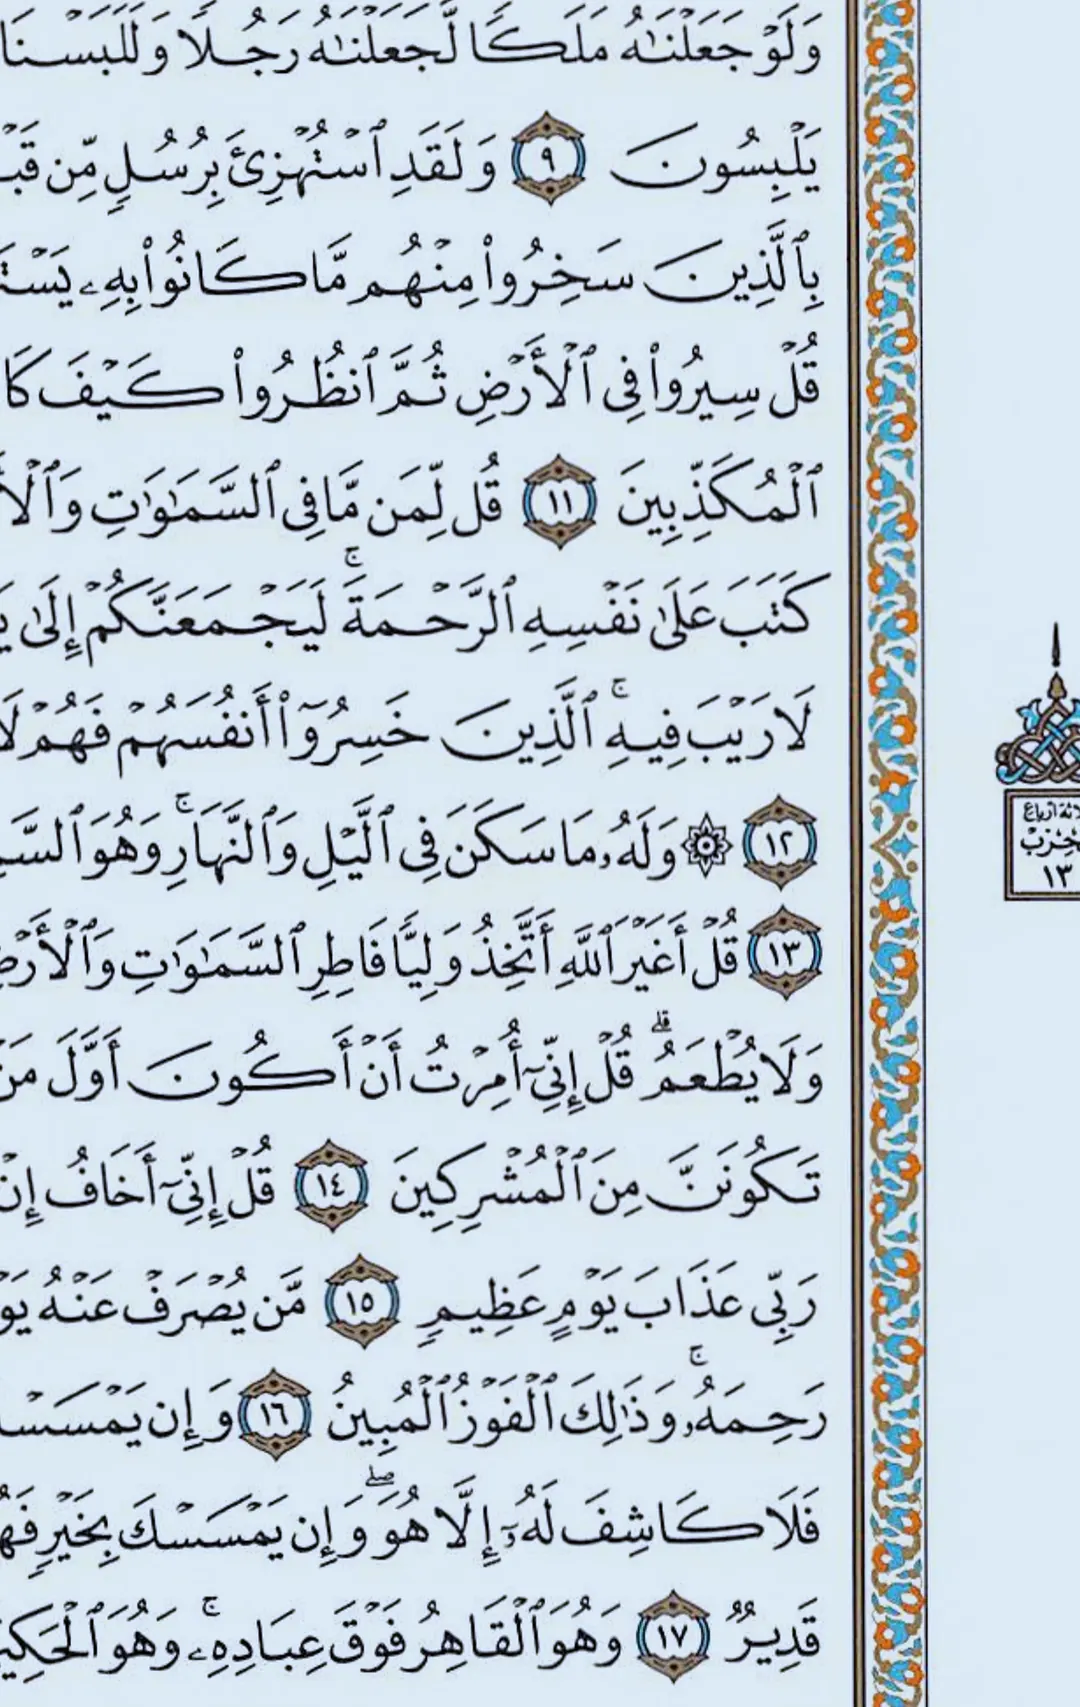 وَلَوْ جَعَلْنَـٰهُ مَلَكًا لَّجَعَلْنَـٰهُ رَجُلًا وَلَلَبَسْنَا
يَلْبِسُونَ ٩ وَلَقَدِ ٱسْتُهْزِئَ بِرُسُلٍ مِّن
بِٱلَّذِينَ سَخِرُوا۟ مِنْهُم مَّا كَانُوا۟ بِهِۦ
قُلْ سِيرُوا۟ فِى ٱلْأَرْضِ ثُمَّ ٱنظُرُوا۟ كَيْفَ كَا
ٱلْمُكَذِّبِينَ ١١ قُل لِّمَن مَّا فِى ٱلسَّمَـٰوَٰتِ وَٱلْأ
كَتَبَ عَلَىٰ نَفْسِهِ ٱلرَّحْمَةَ ۚ لَيَجْمَعَنَّكُمْ إِلَىٰ
لَا رَيْبَ فِيهِ ۚ ٱلَّذِينَ خَسِرُوٓا۟ أَنفُسَهُمْ فَهُمْ لَا
١٢ ۞ وَلَهُۥ مَا سَكَنَ فِى ٱلَّيْلِ وَٱلنَّهَارِ ۚ وَهُوَ ٱلسَّ
١٣ قُلْ أَغَيْرَ ٱللَّهِ أَتَّخِذُ وَلِيًّا فَاطِرِ ٱلسَّمَـٰوَٰتِ وَٱلْأَرْضِ
وَلَا يُطْعَمُ ۗ قُلْ إِنِّىٓ أُمِرْتُ أَنْ أَكُونَ أَوَّلَ مَنْ
تَكُونَنَّ مِنَ ٱلْمُشْرِكِينَ ١٤ قُلْ إِنِّىٓ أَخَافُ إِنْ
رَبِّى عَذَابَ يَوْمٍ عَظِيمٍ ١٥ مَّن يُصْرَفْ عَنْهُ يَوْ
رَحِمَهُۥ ۚ وَذَٰلِكَ ٱلْفَوْزُ ٱلْمُبِينُ ١٦ وَإِن يَمْسَسْ
فَلَا كَاشِفَ لَهُۥٓ إِلَّا هُوَ ۖ وَإِن يَمْسَسْكَ بِخَيْرٍ فَهُ
قَدِيرٌ ١٧ وَهُوَ ٱلْقَاهِرُ فَوْقَ عِبَادِهِۦ ۚ وَهُوَ ٱلْحَكِي
أرباع
١٣